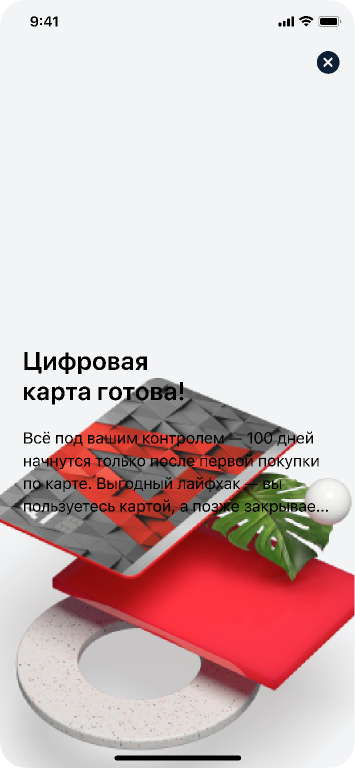 9:41
Цифровая
карта готова!
Всё под вашим контролем — 100 дней
начнутся только после первой покупки
по карте. Выгодный лайфхак — вы
пользуетесь картой, а позже закрывае...